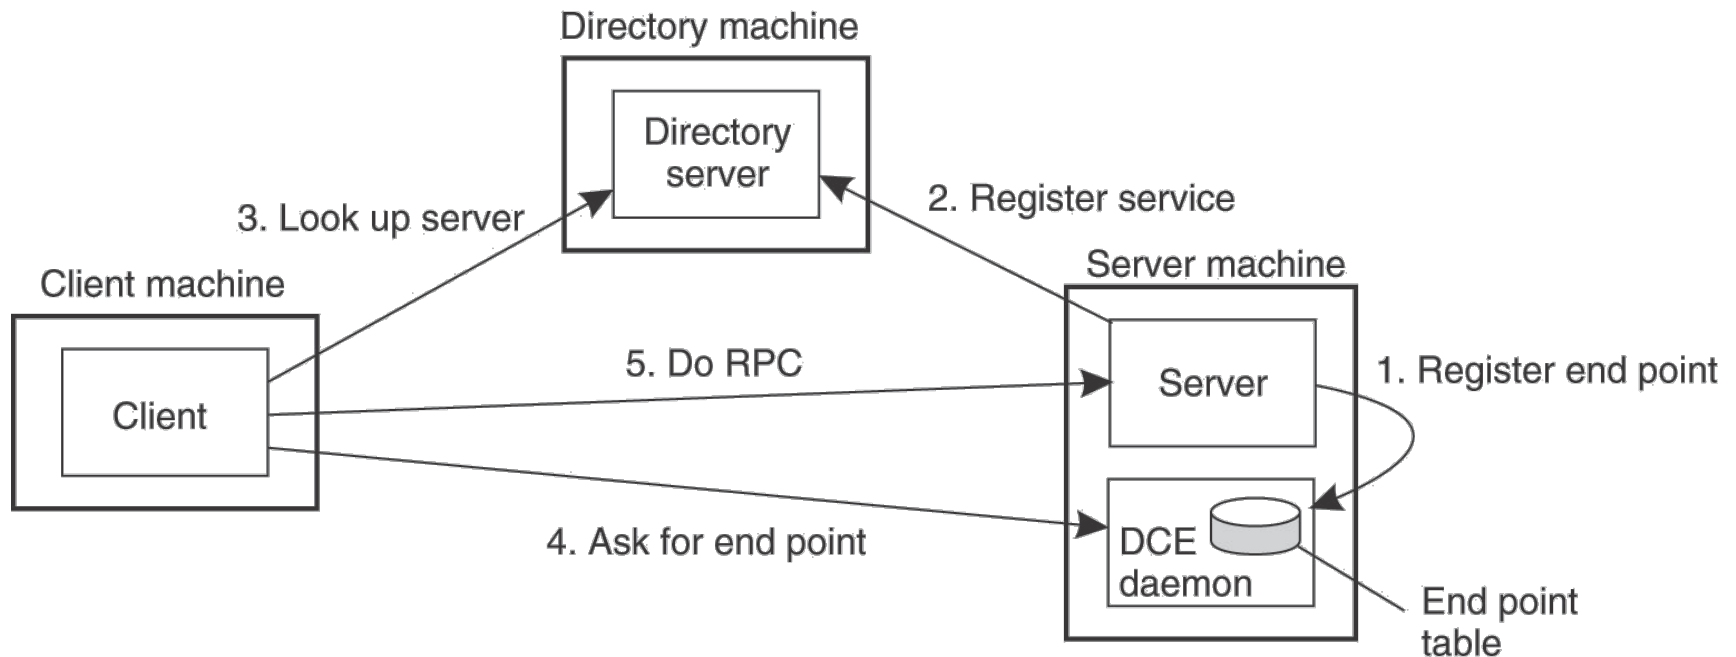 Directory machine
Directory
server
3. Look up server
2. Register service
Client machine
Server machine
Client
5. Do RPC
Server
1. Register end point
4. Ask for end point
DCE
daemon
End point
table